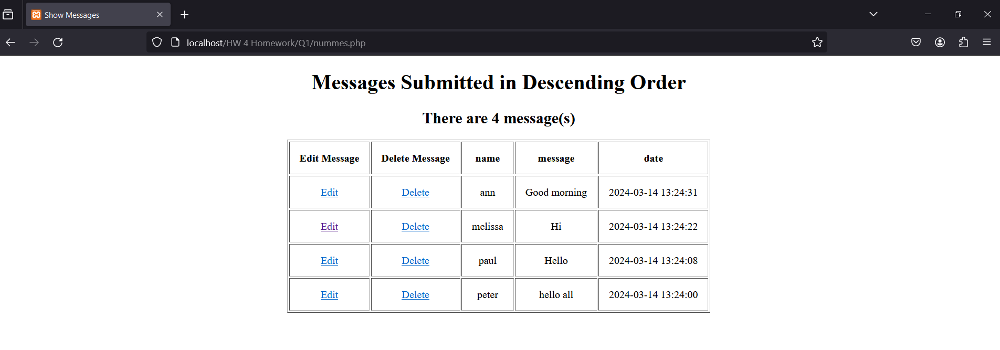 Show Messages
localhost/HW 4 Homework/Q1/nummes.php
Messages Submitted in Descending Order
There are 4 message(s)
Edit Message Delete Message name message date
Edit Delete ann Good morning 2024-03-14 13:24:31
Edit Delete melissa Hi 2024-03-14 13:24:22
Edit Delete paul Hello 2024-03-14 13:24:08
Edit Delete peter hello all 2024-03-14 13:24:00